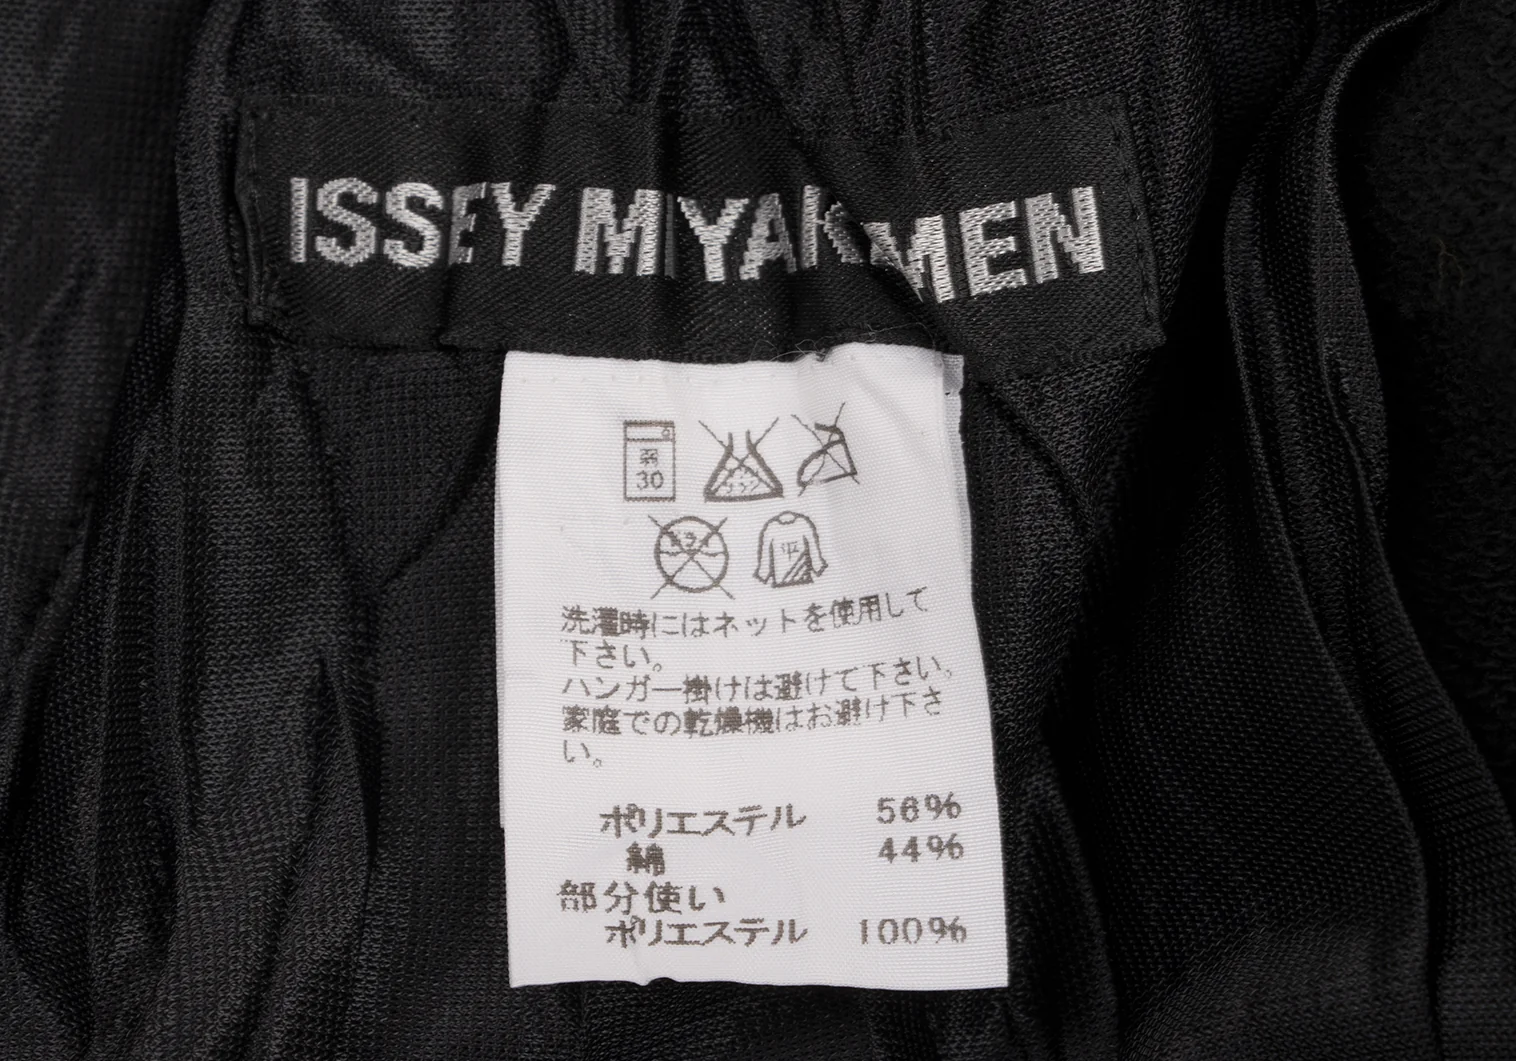 ISSEY MIYAKE MEN
弱
30
洗濯時にはネットを使用して
下さい。
ハンガー掛けは避けて下さい。
家庭での乾燥機はお避け下さ
い。
ポリエステル 56%
綿 44%
部分使い
ポリエステル 100%